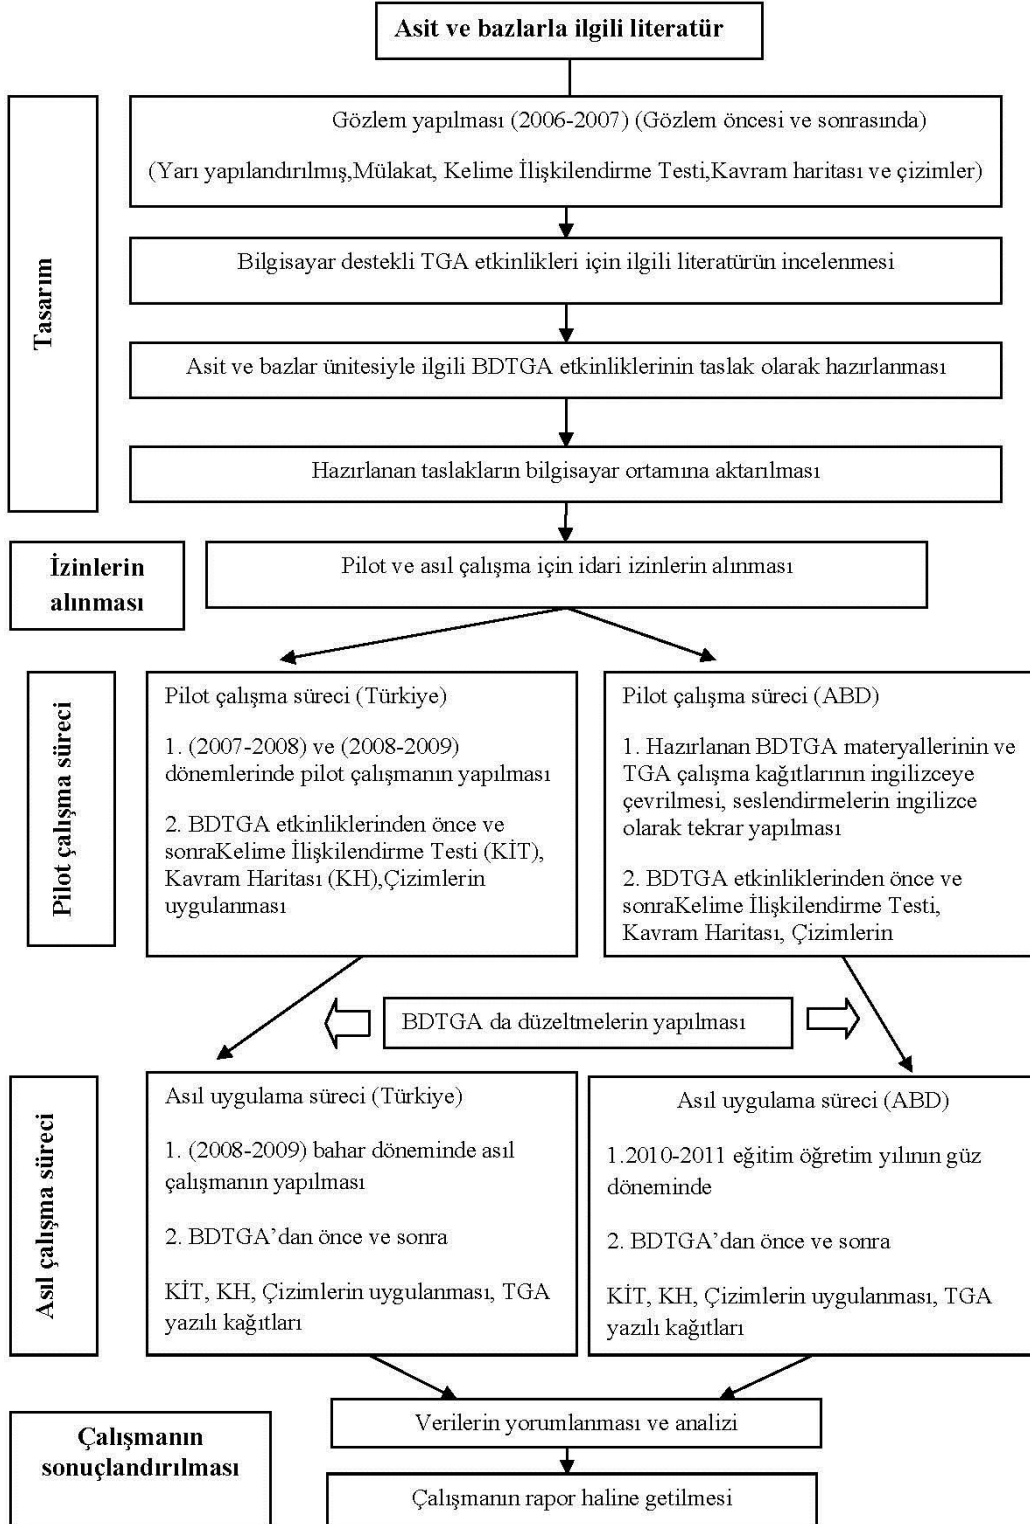 Asit ve bazlarla ilgili literatür
Tasarım
Gözlem yapılması (2006-2007) (Gözlem öncesi ve sonrasında)
(Yarı yapılandırılmış,Mülakat, Kelime İlişkilendirme Testi,Kavram haritası ve çizimler)
Bilgisayar destekli TGA etkinlikleri için ilgili literatürün incelenmesi
Asit ve bazlar ünitesiyle ilgili BDTGA etkinliklerinin taslak olarak hazırlanması
Hazırlanan taslakların bilgisayar ortamına aktarılması
İzinlerin
alınması
Pilot ve asıl çalışma için idari izinlerin alınması
Pilot çalışma süreci
Pilot çalışma süreci (Türkiye)
1. (2007-2008) ve (2008-2009)
dönemlerinde pilot çalışmanın yapılması
2. BDTGA etkinliklerinden önce ve
sonraKelime İlişkilendirme Testi (KİT),
Kavram Haritası (KH),Çizimlerin
uygulanması
Pilot çalışma süreci (ABD)
1. Hazırlanan BDTGA materyallerinin ve
TGA çalışma kağıtlarının ingilizceye
çevrilmesi, seslendirmelerin ingilizce
olarak tekrar yapılması
2. BDTGA etkinliklerinden önce ve
sonraKelime İlişkilendirme Testi,
Kavram Haritası, Çizimlerin
BDTGA da düzeltmelerin yapılması
Asıl çalışma süreci
Asıl uygulama süreci (Türkiye)
1. (2008-2009) bahar döneminde asıl
çalışmanın yapılması
2. BDTGA’dan önce ve sonra
KİT, KH, Çizimlerin uygulanması, TGA
yazılı kağıtları
Asıl uygulama süreci (ABD)
1.2010-2011 eğitim öğretim yılının güz
döneminde
2. BDTGA’dan önce ve sonra
KİT, KH, Çizimlerin uygulanması, TGA
yazılı kağıtları
Çalışmanın
sonuçlandırılması
Verilerin yorumlanması ve analizi
Çalışmanın rapor haline getilmesi